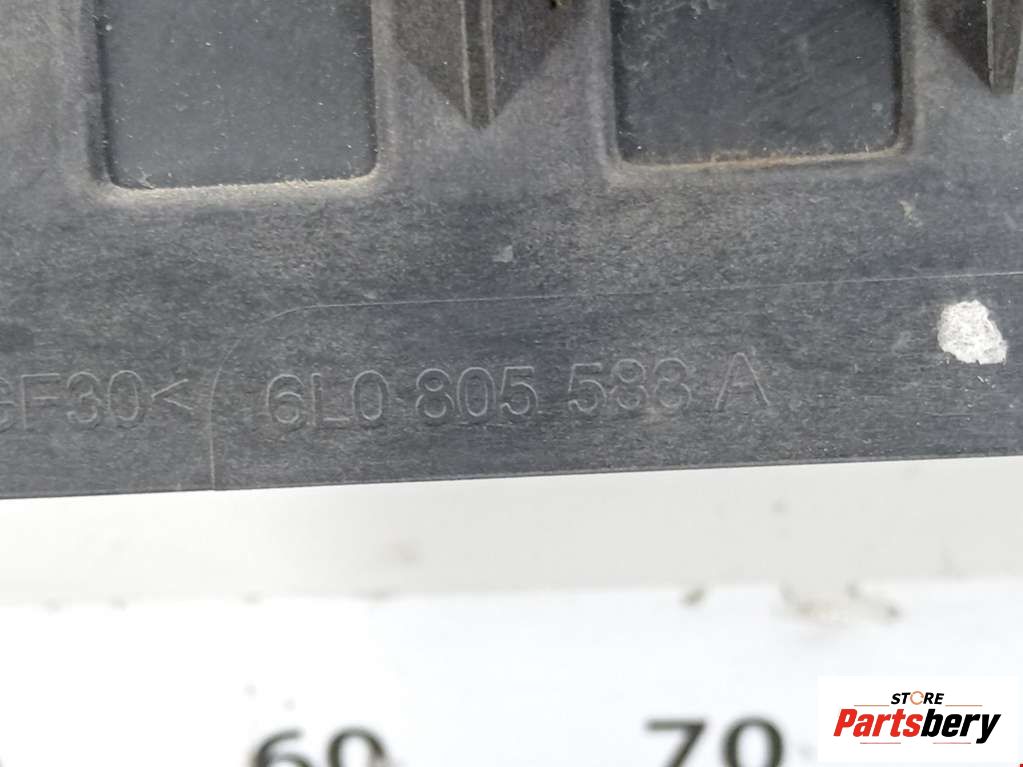 GF30< 6L0 805 588 A
60 70
STORE
Partsbery